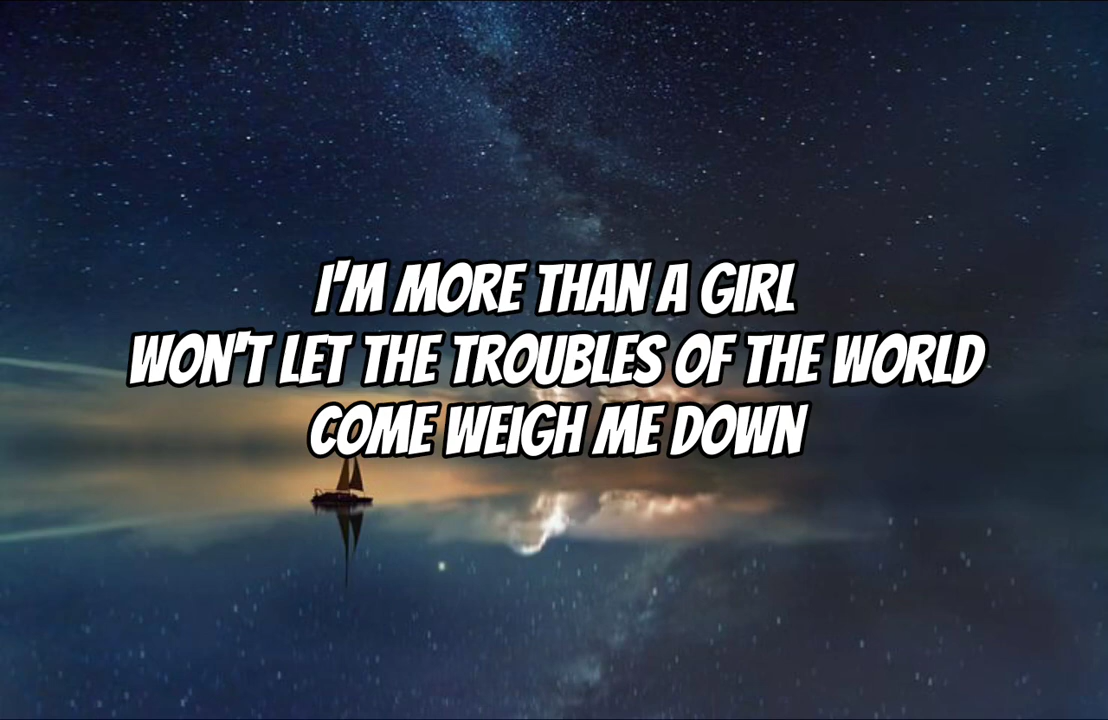 I'M MORE THAN A GIRL
WON'T LET THE TROUBLES OF THE WORLD
COME WEIGH ME DOWN